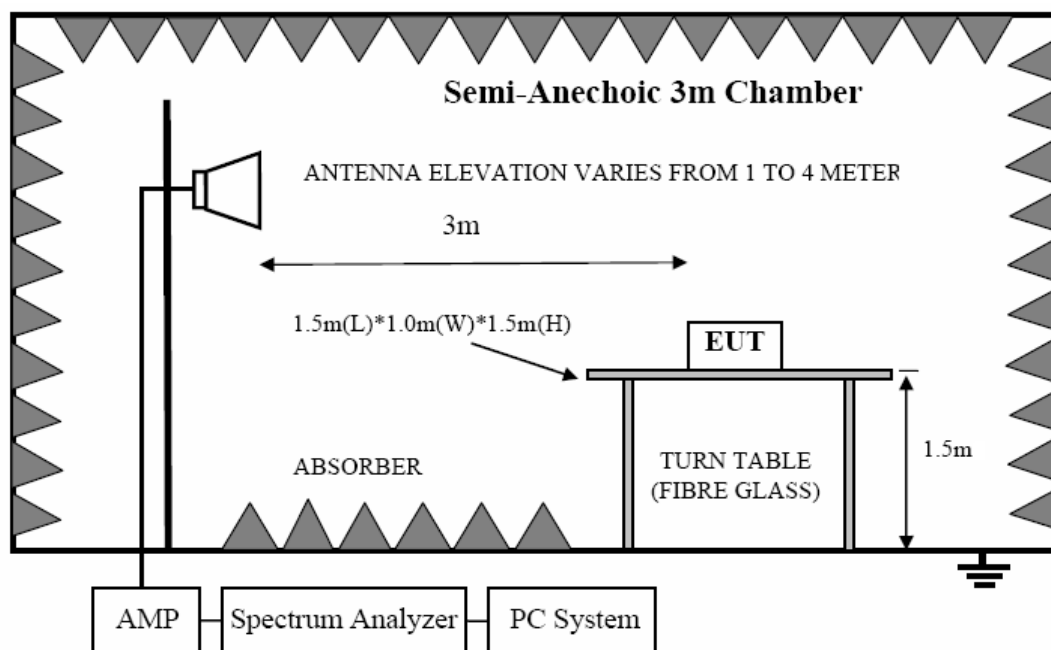 Semi-Anechoic 3m Chamber
ANTENNA ELEVATION VARIES FROM 1 TO 4 METER
3m
1.5m(L)*1.0m(W)*1.5m(H)
EUT
1.5m
ABSORBER
TURN TABLE
(FIBRE GLASS)
AMP
Spectrum Analyzer
PC System